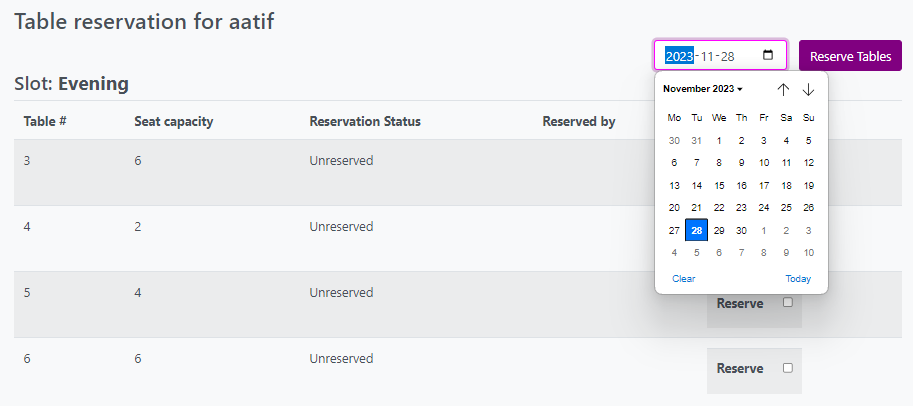 Table reservation for aatif
2023-11-28
Reserve Tables
Slot: Evening
November 2023
Mo Tu We Th Fr Sa Su
30 31 1 2 3 4 5
6 7 8 9 10 11 12
13 14 15 16 17 18 19
20 21 22 23 24 25 26
27 28 29 30 1 2 3
4 5 6 7 8 9 10
Clear Today
Table # Seat capacity Reservation Status Reserved by
3 6 Unreserved
4 2 Unreserved
5 4 Unreserved
Reserve
6 6 Unreserved
Reserve